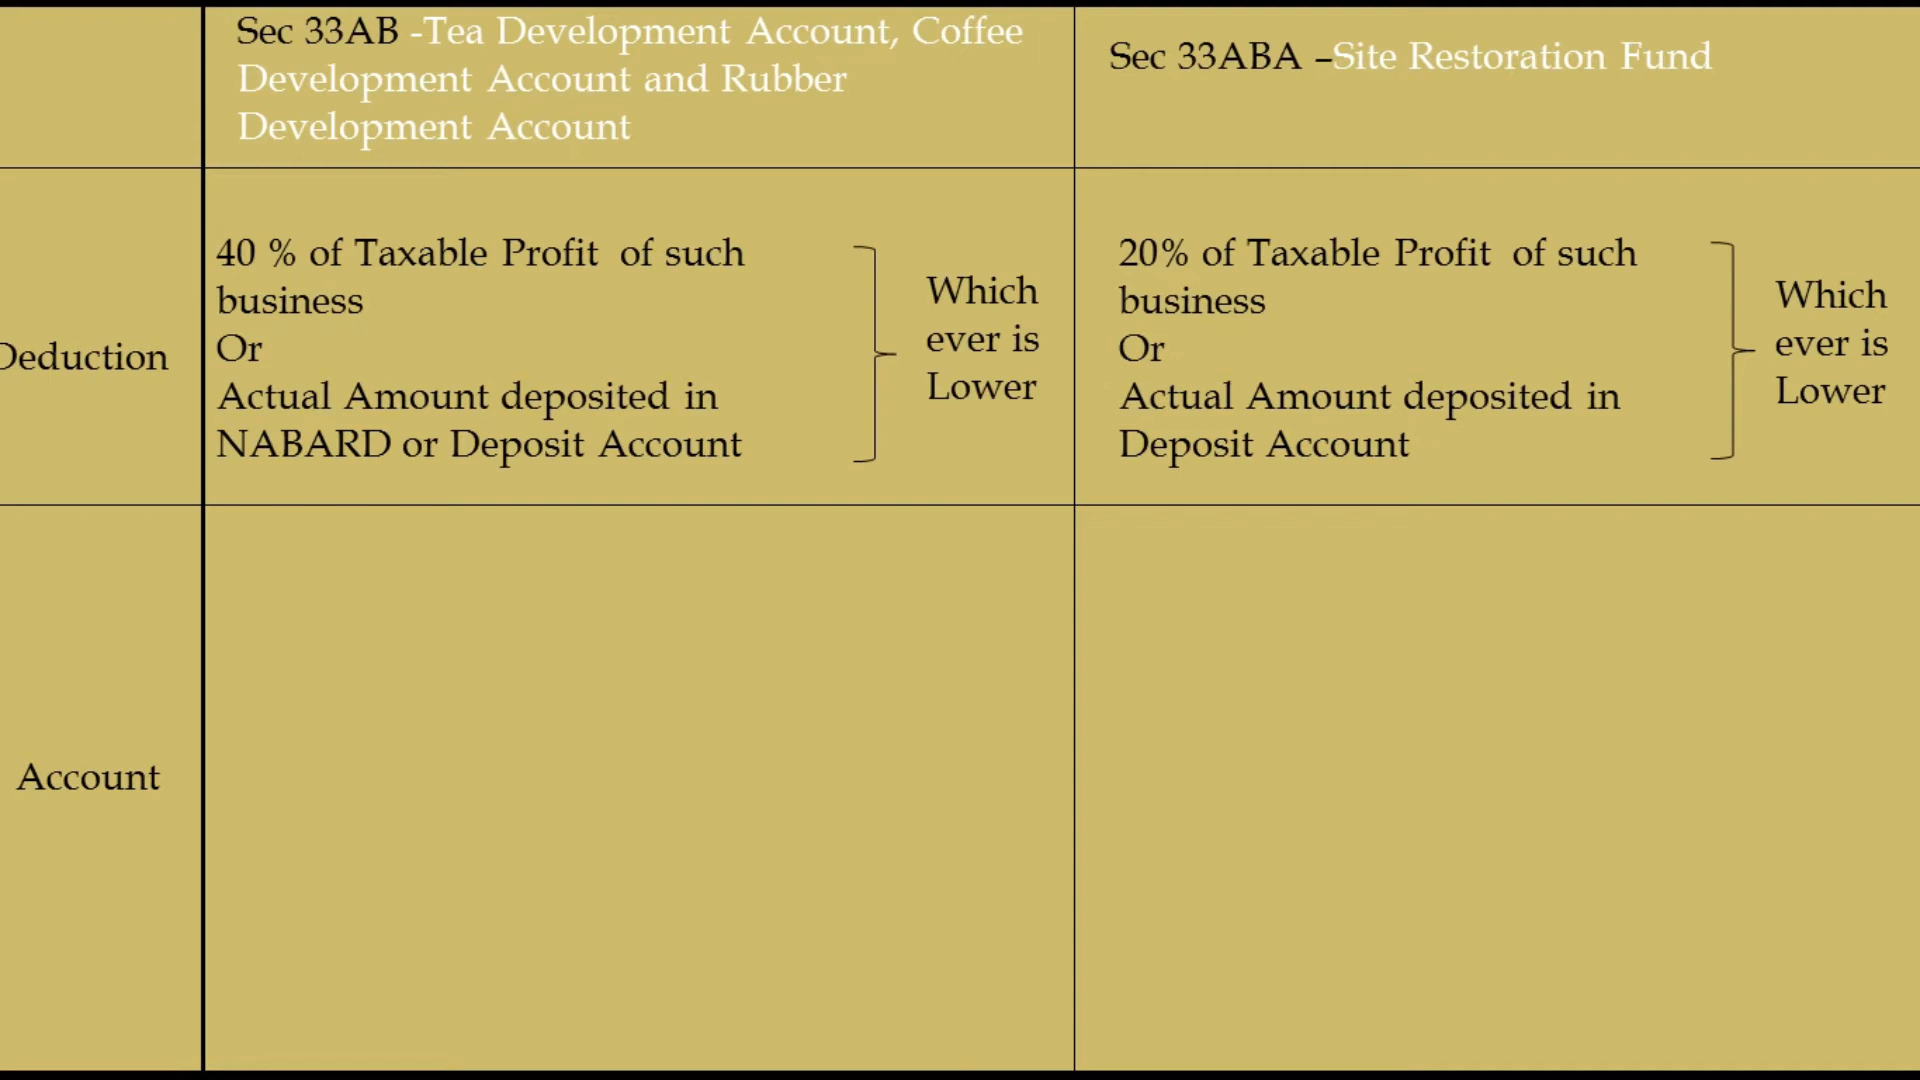 Sec 33AB -Tea Development Account, Coffee
Development Account and Rubber
Development Account
Sec 33ABA –Site Restoration Fund
Deduction
40 % of Taxable Profit of such
business
Or
Actual Amount deposited in
NABARD or Deposit Account
Which
ever is
Lower
20% of Taxable Profit of such
business
Or
Actual Amount deposited in
Deposit Account
Which
ever is
Lower
Account